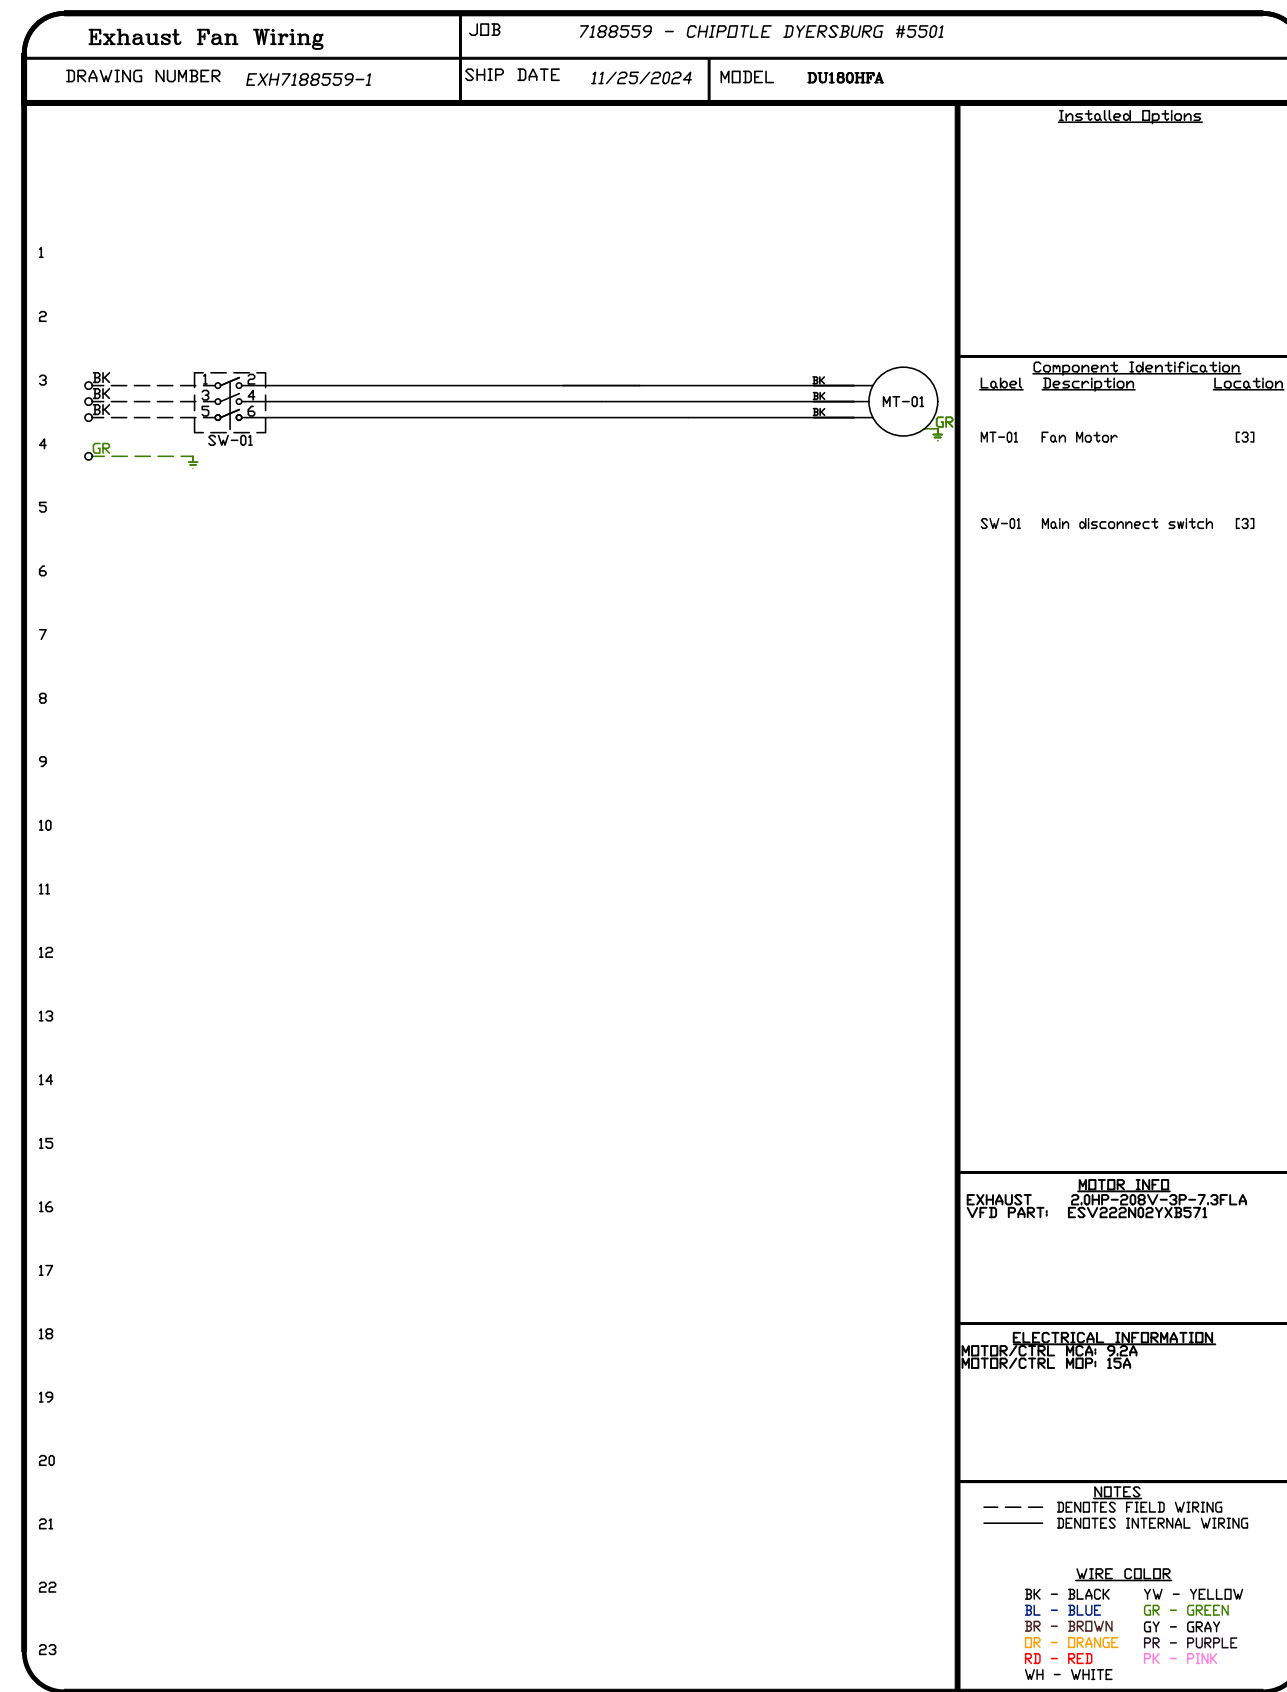 Exhaust Fan Wiring
JOB 7188559 - CHIPOTLE DYERSBURG #5501
DRAWING NUMBER EXH7188559-1
SHIP DATE 11/25/2024
MODEL DU180HFA
Installed Options
1
2
3
BK
BK
BK
1 2
3 4
5 6
SW-01
BK
BK
BK
MT-01
GR
4
GR
5
6
7
8
9
10
11
12
13
14
15
16
17
18
19
20
21
22
23
Component Identification
Label Description Location
MT-01 Fan Motor [3]
SW-01 Main disconnect switch [3]
MOTOR INFO
EXHAUST 2.0HP-208V-3P-7.3FLA
VFD PART: ESV222N02YXB571
ELECTRICAL INFORMATION
MOTOR/CTRL MCA: 9.2A
MOTOR/CTRL MOP: 15A
NOTES
DENOTES FIELD WIRING
DENOTES INTERNAL WIRING
WIRE COLOR
BK - BLACK YW - YELLOW
BL - BLUE GR - GREEN
BR - BROWN GY - GRAY
OR - ORANGE PR - PURPLE
RD - RED PK - PINK
WH - WHITE